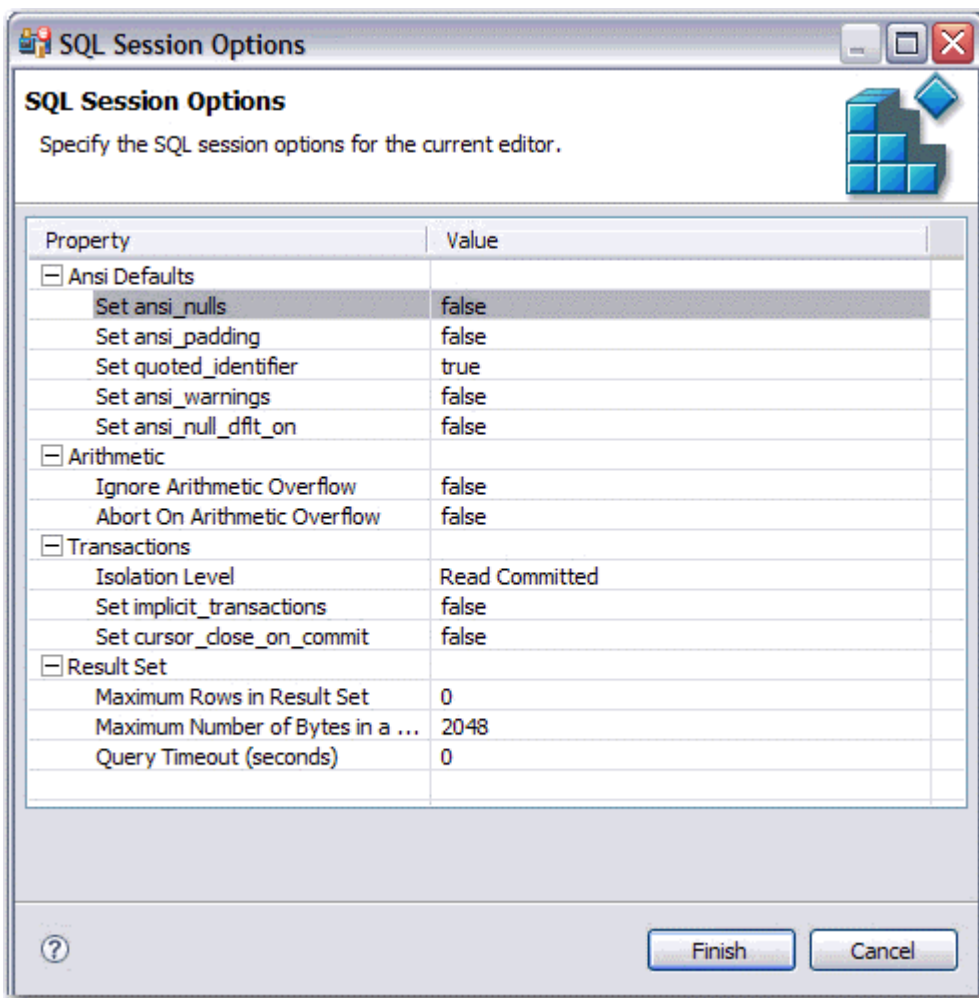 SQL Session Options
SQL Session Options
Specify the SQL session options for the current editor.
Property Value
Ansi Defaults
Set ansi_nulls false
Set ansi_padding false
Set quoted_identifier true
Set ansi_warnings false
Set ansi_null_dflt_on false
Arithmetic
Ignore Arithmetic Overflow false
Abort On Arithmetic Overflow false
Transactions
Isolation Level Read Committed
Set implicit_transactions false
Set cursor_close_on_commit false
Result Set
Maximum Rows in Result Set 0
Maximum Number of Bytes in a ... 2048
Query Timeout (seconds) 0
? Finish Cancel